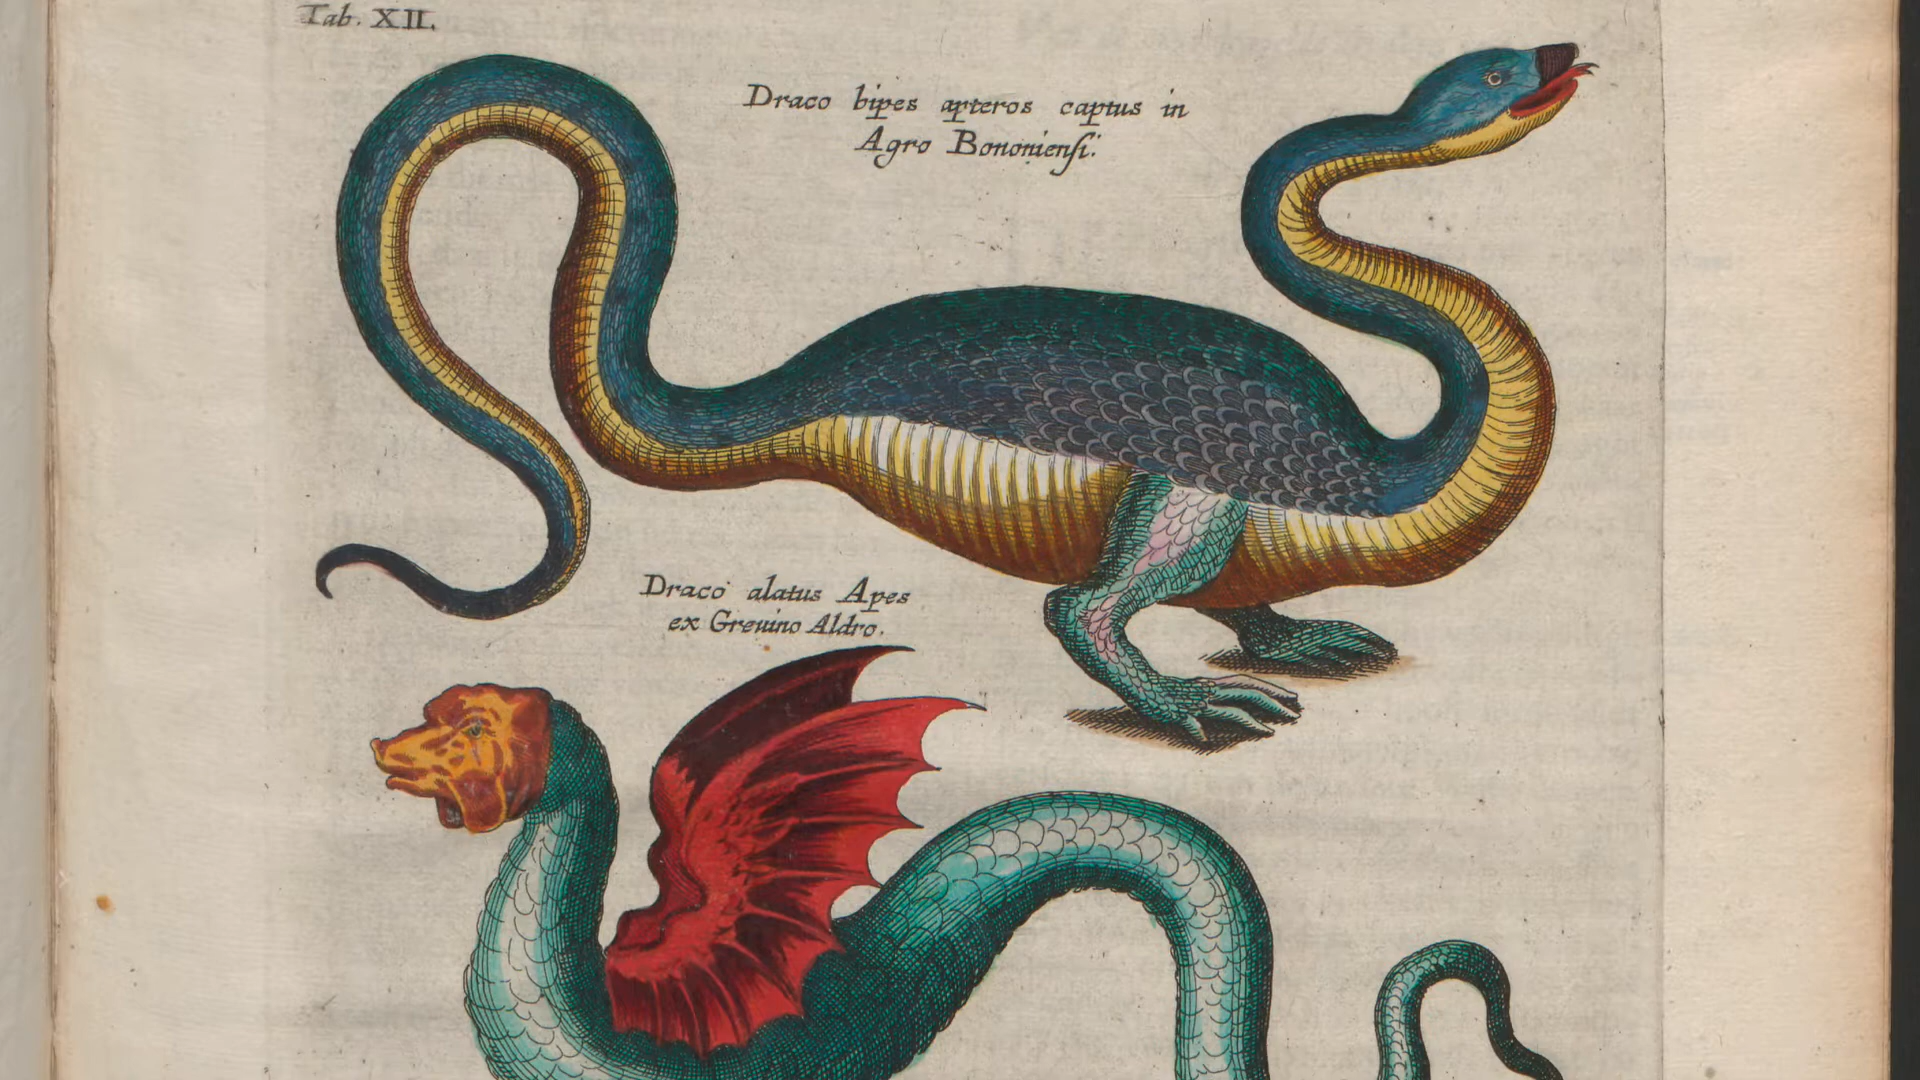 Tab. XII.
Draco bipes apteros captus in
Agro Bononiensi:
Draco alatus Apes
ex Greuino Aldro.